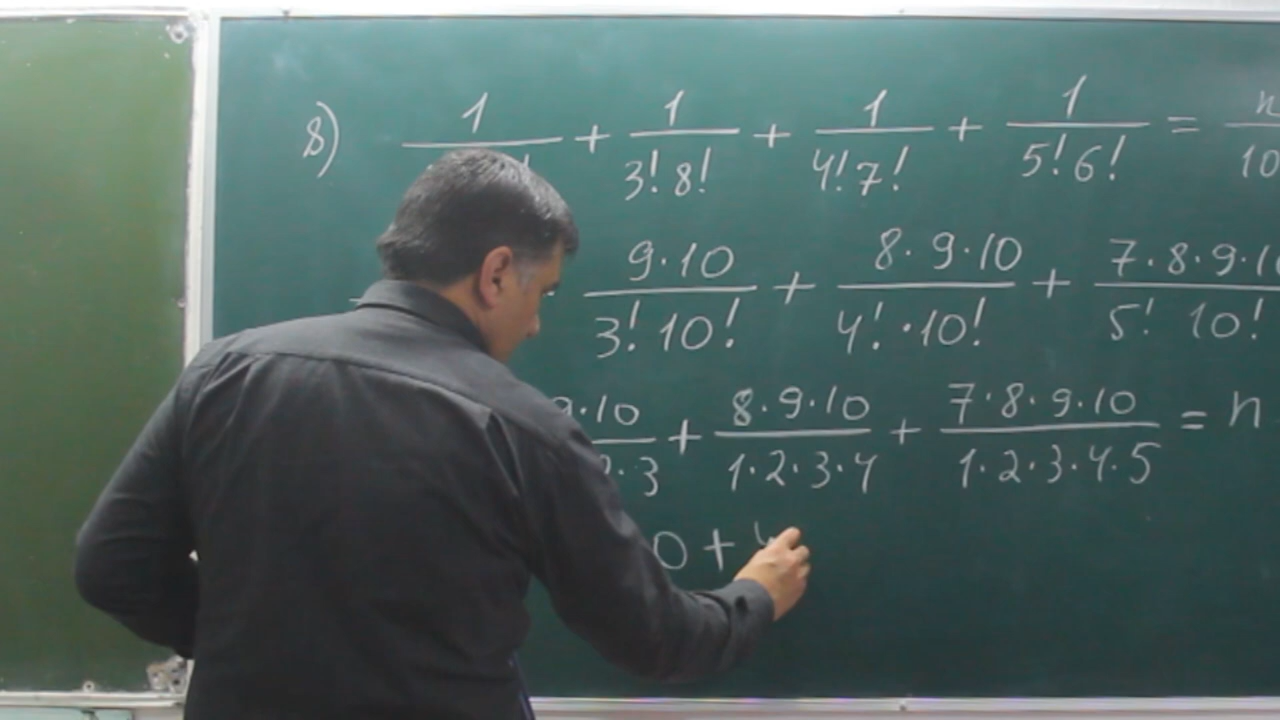 8) 1/ + 1/3!8! + 1/4!7! + 1/5!6! = n/10
9·10/3! 10! + 8·9·10/4!·10! + 7·8·9·10/5! 10!
9·10/2·3 + 8·9·10/1·2·3·4 + 7·8·9·10/1·2·3·4·5 = n
0 + 4